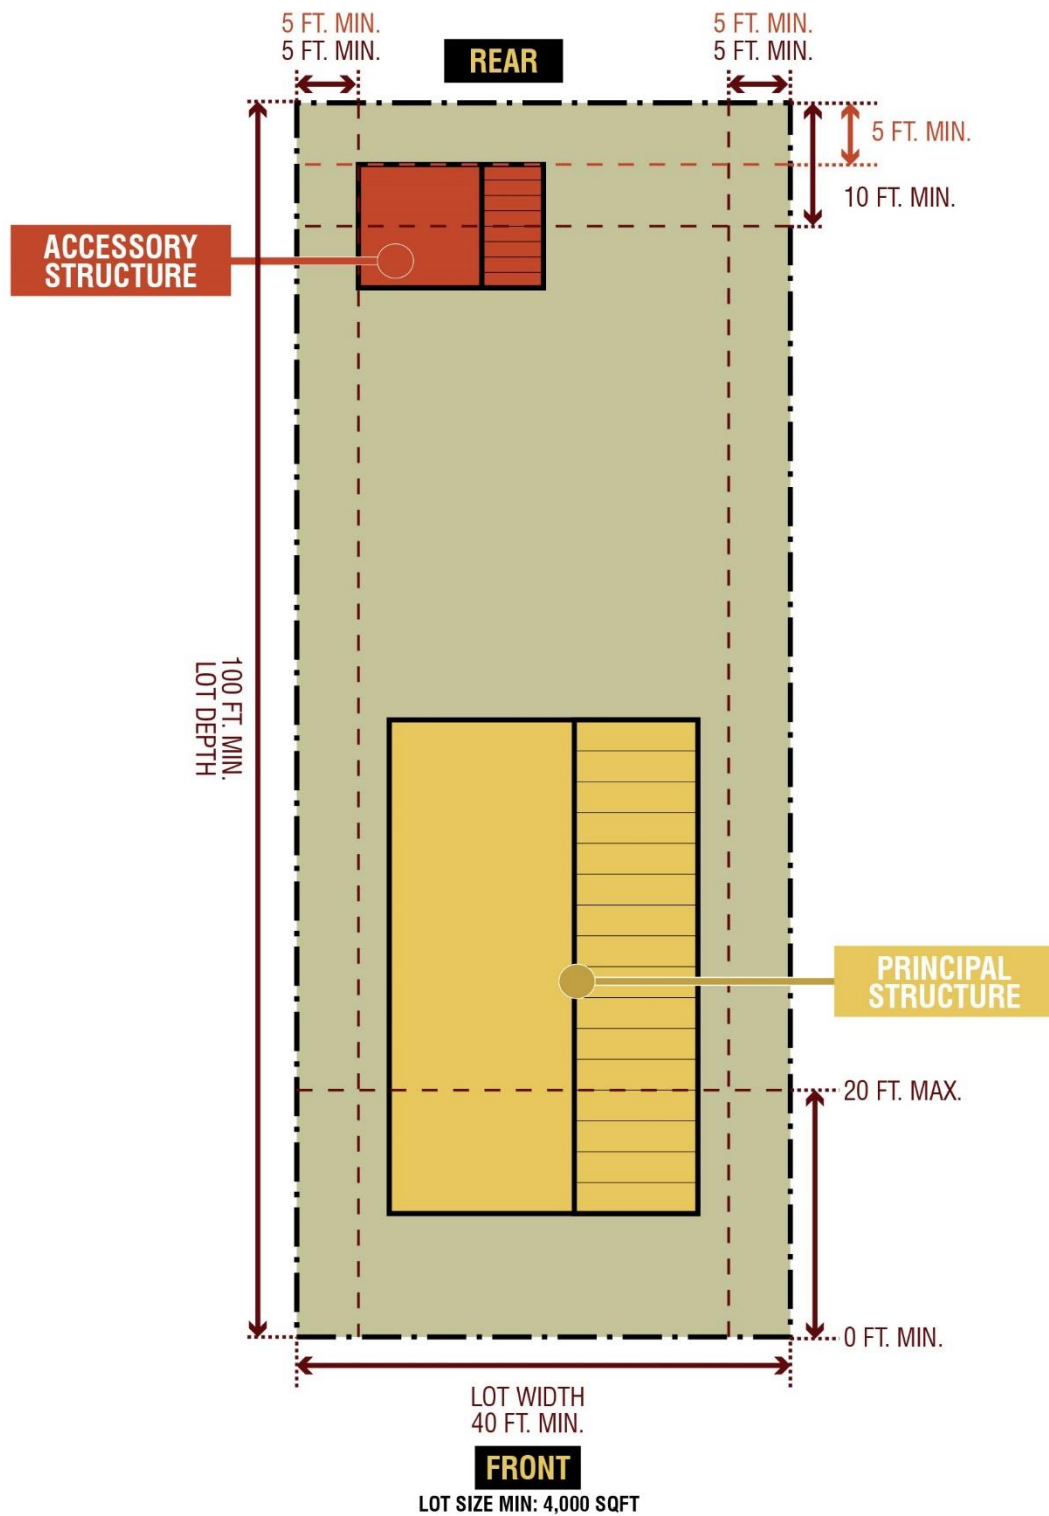 5 FT. MIN.
5 FT. MIN.
REAR
5 FT. MIN.
5 FT. MIN.
5 FT. MIN.
10 FT. MIN.
ACCESSORY
STRUCTURE
100 FT. MIN.
LOT DEPTH
PRINCIPAL
STRUCTURE
20 FT. MAX.
0 FT. MIN.
LOT WIDTH
40 FT. MIN.
FRONT
LOT SIZE MIN: 4,000 SQFT